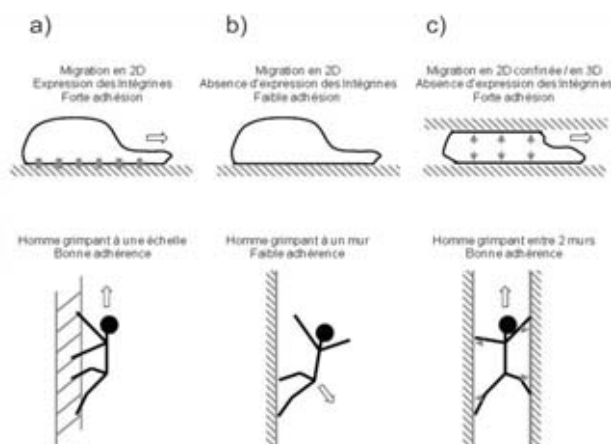 a)
b)
c)
Migration en 2D
Expression des Intégrines
Forte adhésion
Migration en 2D
Absence d'expression des Intégrines
Faible adhésion
Migration en 2D confinée / en 3D
Absence d'expression des Intégrines
Forte adhésion
Homme grimpant à une échelle
Bonne adhérence
Homme grimpant à un mur
Faible adhérence
Homme grimpant entre 2 murs
Bonne adhérence